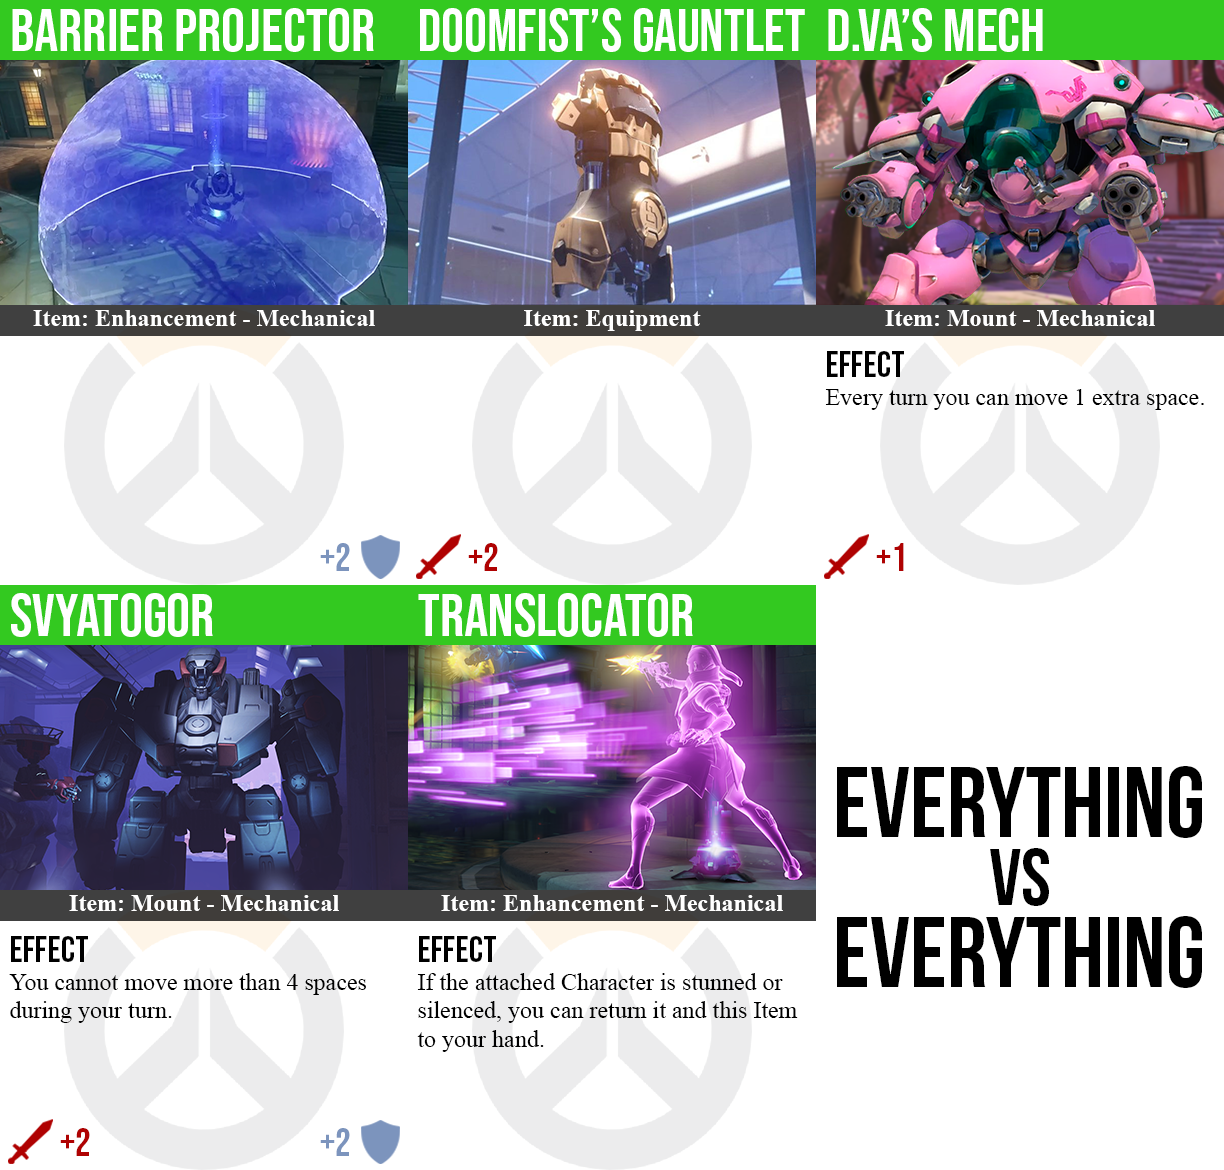 BARRIER PROJECTOR
Item: Enhancement - Mechanical
+2
DOOMFIST’S GAUNTLET
Item: Equipment
+2
D.VA’S MECH
Item: Mount - Mechanical
EFFECT
Every turn you can move 1 extra space.
+1
SVYATOGOR
Item: Mount - Mechanical
EFFECT
You cannot move more than 4 spaces
during your turn.
+2
+2
TRANSLOCATOR
Item: Enhancement - Mechanical
EFFECT
If the attached Character is stunned or
silenced, you can return it and this Item
to your hand.
EVERYTHING
VS
EVERYTHING